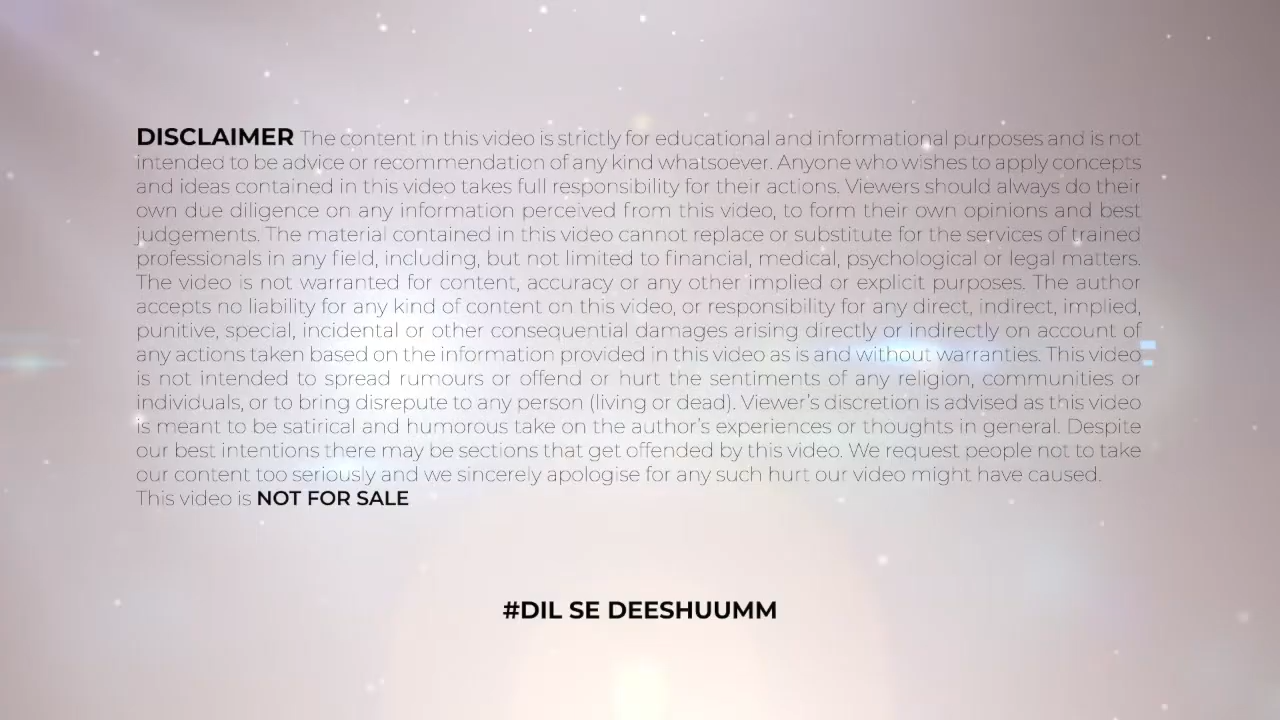 DISCLAIMER The content in this video is strictly for educational and informational purposes and is not
intended to be advice or recommendation of any kind whatsoever. Anyone who wishes to apply concepts
and ideas contained in this video takes full responsibility for their actions. Viewers should always do their
own due diligence on any information perceived from this video, to form their own opinions and best
judgements. The material contained in this video cannot replace or substitute for the services of trained
professionals in any field, including, but not limited to financial, medical, psychological or legal matters.
The video is not warranted for content, accuracy or any other implied or explicit purposes. The author
accepts no liability for any kind of content on this video, or responsibility for any direct, indirect, implied,
punitive, special, incidental or other consequential damages arising directly or indirectly on account of
any actions taken based on the information provided in this video as is and without warranties. This video
is not intended to spread rumours or offend or hurt the sentiments of any religion, communities or
individuals, or to bring disrepute to any person (living or dead). Viewer's discretion is advised as this video
is meant to be satirical and humorous take on the author's experiences or thoughts in general. Despite
our best intentions there may be sections that get offended by this video. We request people not to take
our content too seriously and we sincerely apologise for any such hurt our video might have caused.
This video is NOT FOR SALE
#DIL SE DEESHUUMM